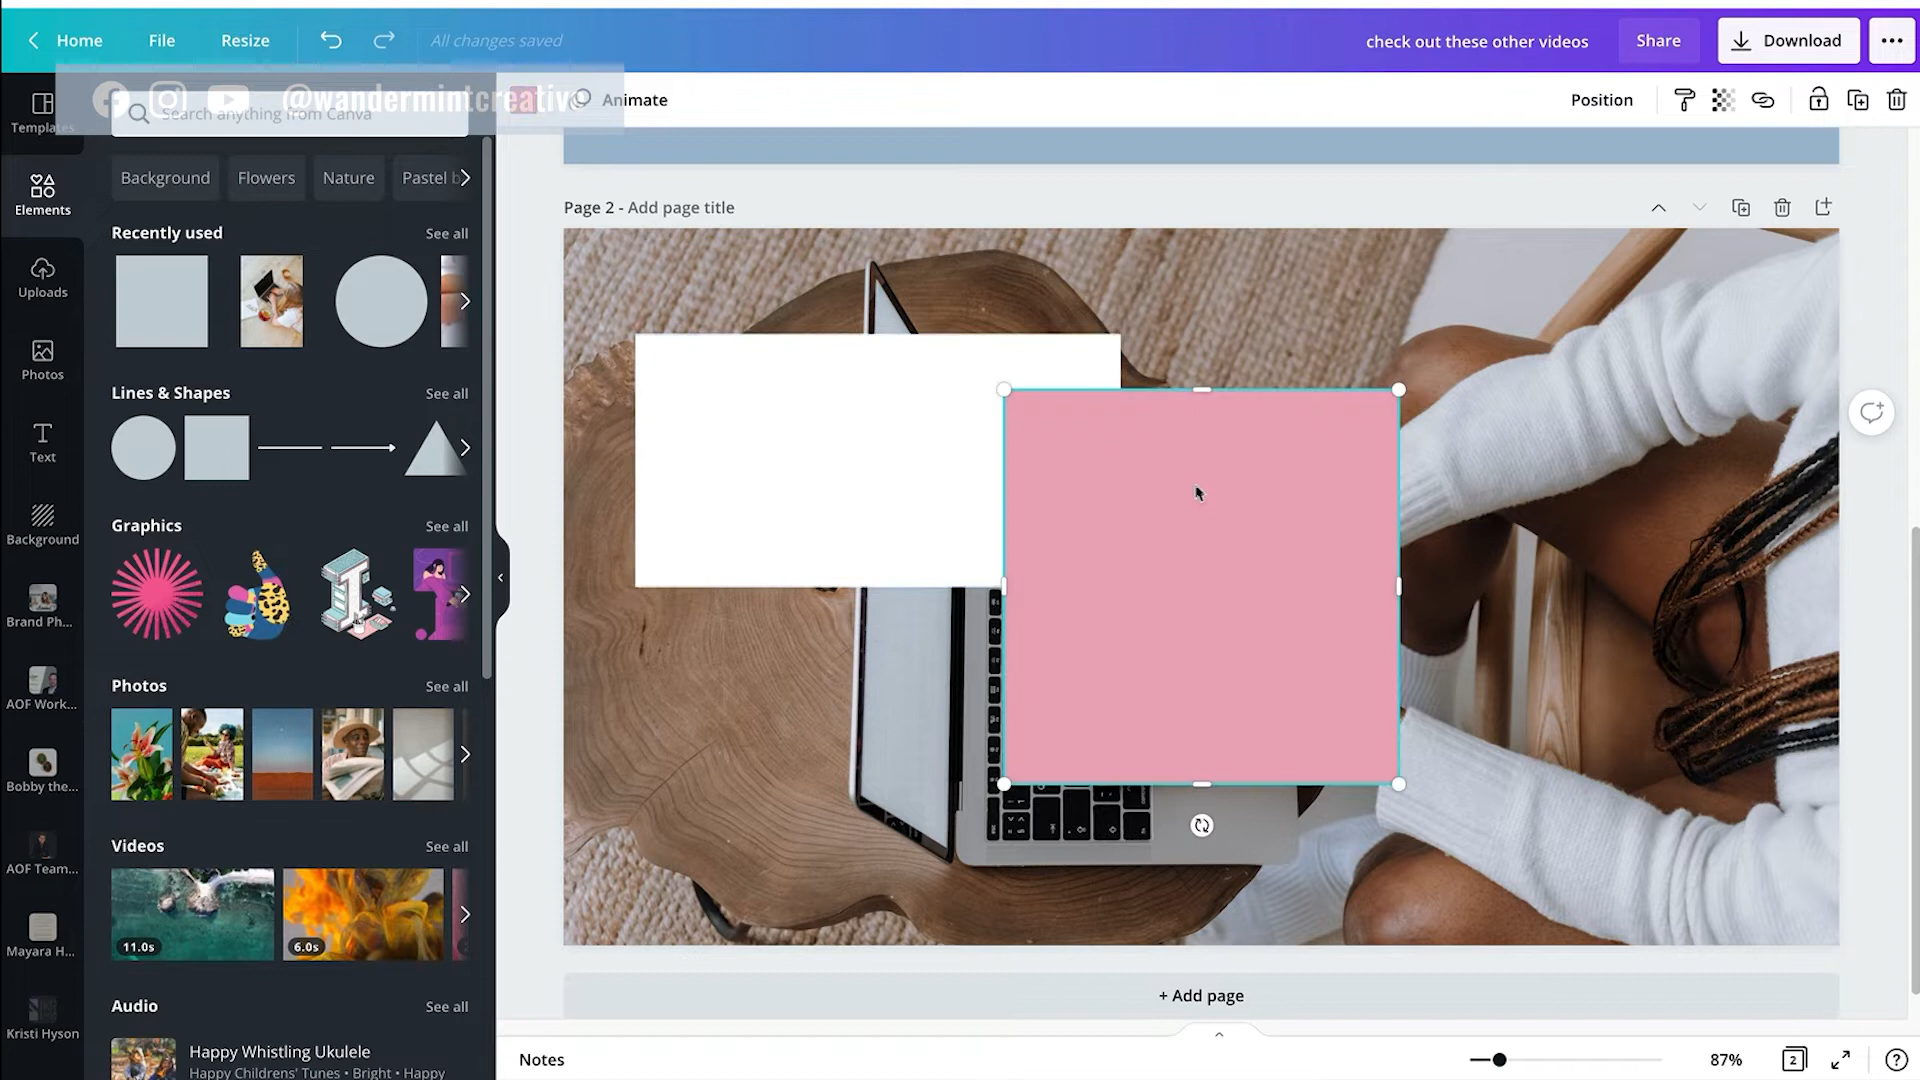 Home
File
Resize
All changes saved
check out these other videos
Share
Download
@wandermintcreative
Animate
Position
Templates
Search anything from Canva
Elements
Background
Flowers
Nature
Pastel b
Page 2 - Add page title
Recently used
See all
Uploads
Photos
Lines & Shapes
See all
Text
Background
Graphics
See all
Brand Ph...
AOF Work...
Photos
See all
Bobby the...
Videos
See all
AOF Team...
11.0s
6.0s
Mayara H...
Audio
See all
+ Add page
Kristi Hyson
Happy Whistling Ukulele
Happy Childrens' Tunes • Bright • Happy
Notes
87%
2